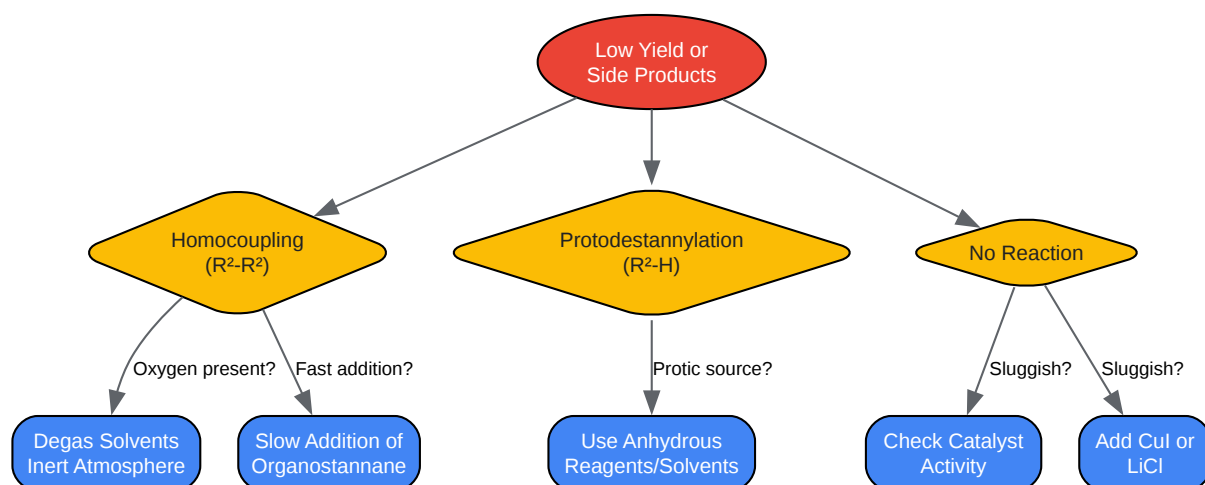 Low Yield or
Side Products
Homocoupling
(R²-R²)
Protodestannylation
(R²-H)
No Reaction
Oxygen present?
Fast addition?
Protic source?
Sluggish?
Sluggish?
Degas Solvents
Inert Atmosphere
Slow Addition of
Organostannane
Use Anhydrous
Reagents/Solvents
Check Catalyst
Activity
Add CuI or
LiCl